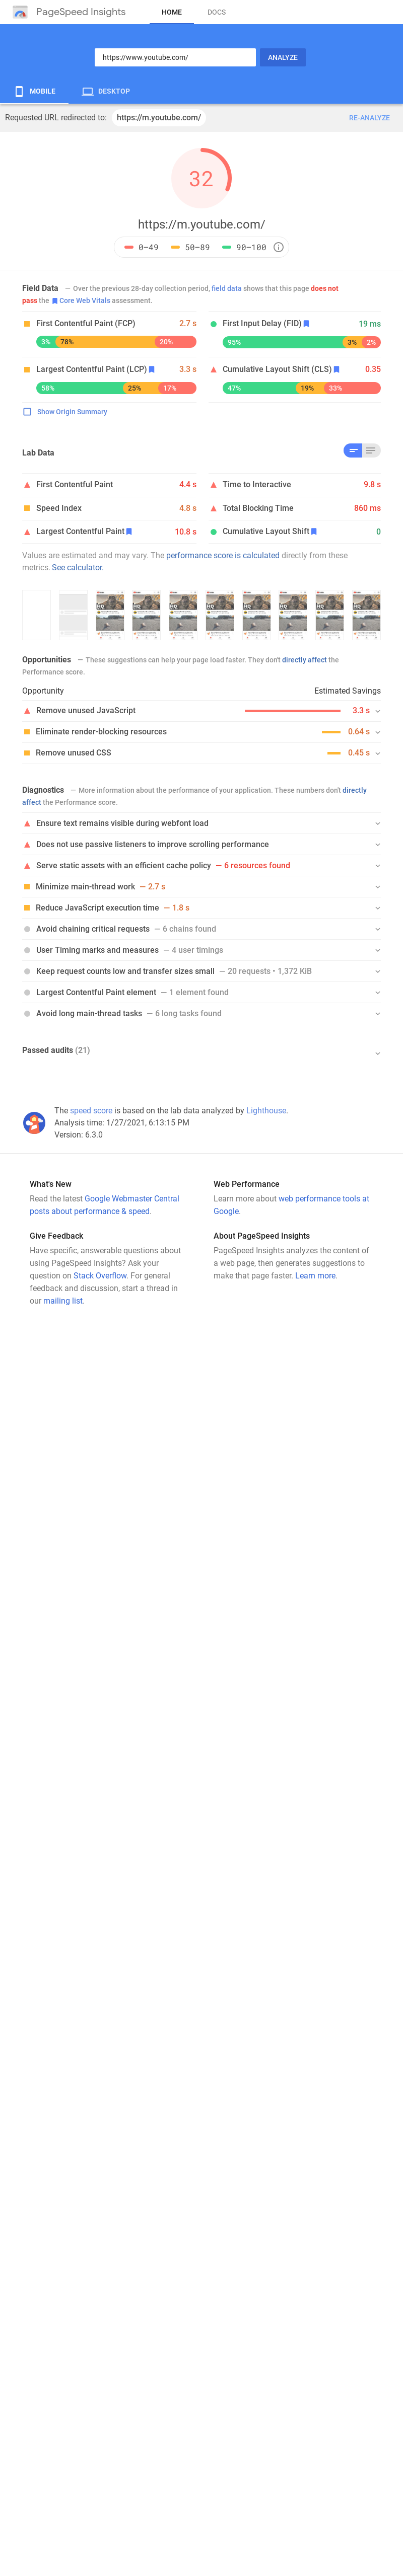 PageSpeed Insights
HOME
DOCS
https://www.youtube.com/
ANALYZE
MOBILE
DESKTOP
Requested URL redirected to:
https://m.youtube.com/
RE-ANALYZE
32
https://m.youtube.com/
0–49
50–89
90–100
Field Data — Over the previous 28-day collection period, field data shows that this page does not
pass the Core Web Vitals assessment.
First Contentful Paint (FCP) 2.7 s
3% 78% 20%
First Input Delay (FID) 19 ms
95% 3% 2%
Largest Contentful Paint (LCP) 3.3 s
58% 25% 17%
Cumulative Layout Shift (CLS) 0.35
47% 19% 33%
Show Origin Summary
Lab Data
First Contentful Paint 4.4 s
Time to Interactive 9.8 s
Speed Index 4.8 s
Total Blocking Time 860 ms
Largest Contentful Paint 10.8 s
Cumulative Layout Shift 0
Values are estimated and may vary. The performance score is calculated directly from these
metrics. See calculator.
Opportunities — These suggestions can help your page load faster. They don't directly affect the
Performance score.
Opportunity Estimated Savings
Remove unused JavaScript 3.3 s
Eliminate render-blocking resources 0.64 s
Remove unused CSS 0.45 s
Diagnostics — More information about the performance of your application. These numbers don't directly
affect the Performance score.
Ensure text remains visible during webfont load
Does not use passive listeners to improve scrolling performance
Serve static assets with an efficient cache policy — 6 resources found
Minimize main-thread work — 2.7 s
Reduce JavaScript execution time — 1.8 s
Avoid chaining critical requests — 6 chains found
User Timing marks and measures — 4 user timings
Keep request counts low and transfer sizes small — 20 requests • 1,372 KiB
Largest Contentful Paint element — 1 element found
Avoid long main-thread tasks — 6 long tasks found
Passed audits (21)
The speed score is based on the lab data analyzed by Lighthouse.
Analysis time: 1/27/2021, 6:13:15 PM
Version: 6.3.0
What's New
Read the latest Google Webmaster Central
posts about performance & speed.
Web Performance
Learn more about web performance tools at
Google.
Give Feedback
Have specific, answerable questions about
using PageSpeed Insights? Ask your
question on Stack Overflow. For general
feedback and discussion, start a thread in
our mailing list.
About PageSpeed Insights
PageSpeed Insights analyzes the content of
a web page, then generates suggestions to
make that page faster. Learn more.